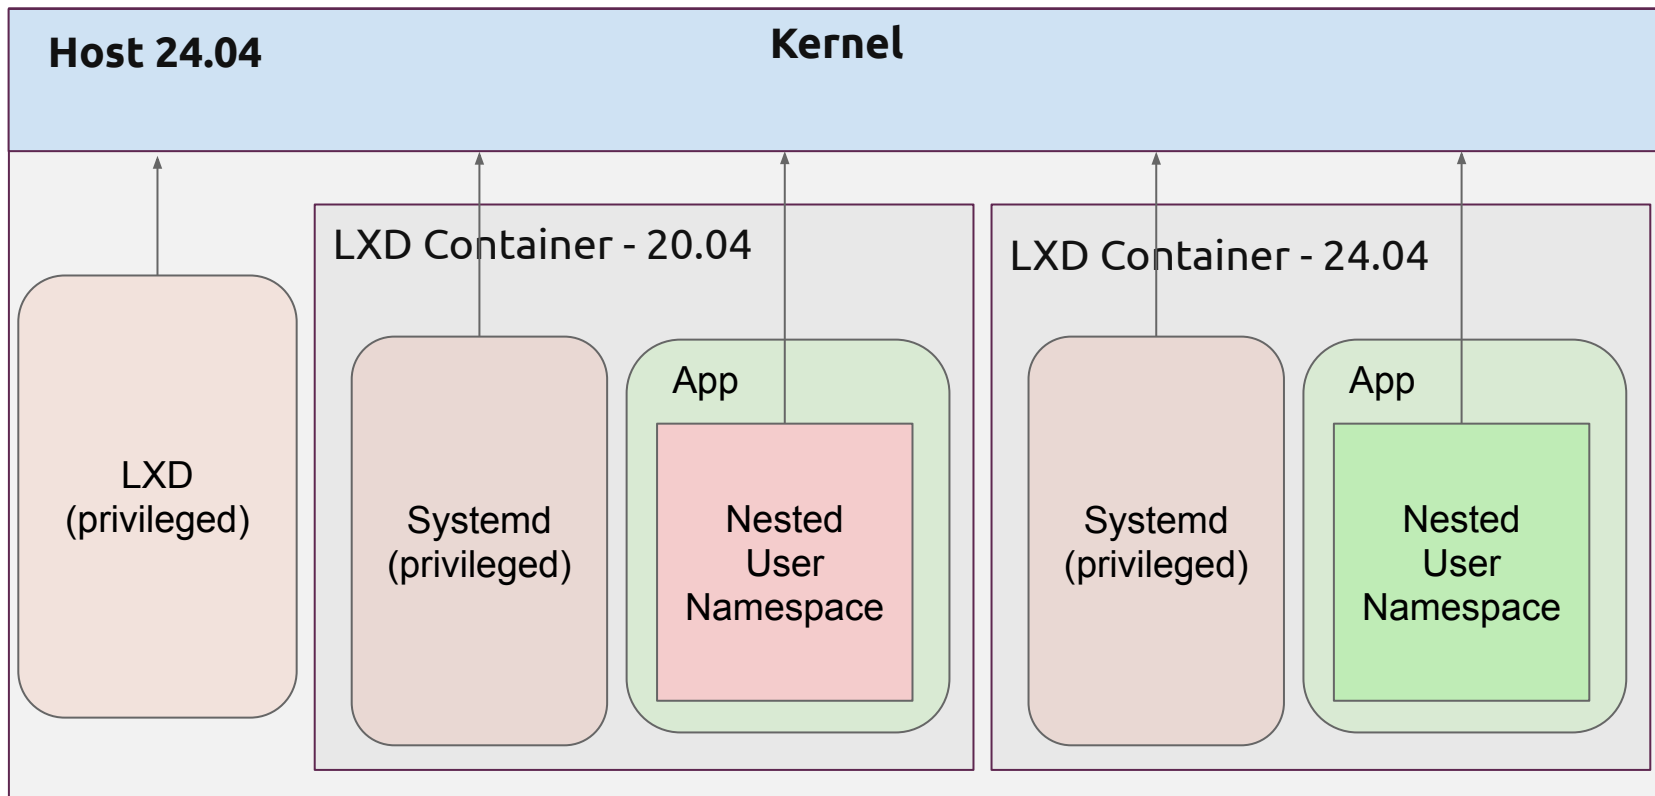 Host 24.04
Kernel
LXD Container - 20.04
LXD Container - 24.04
LXD
(privileged)
Systemd
(privileged)
App
Nested
User
Namespace
Systemd
(privileged)
App
Nested
User
Namespace